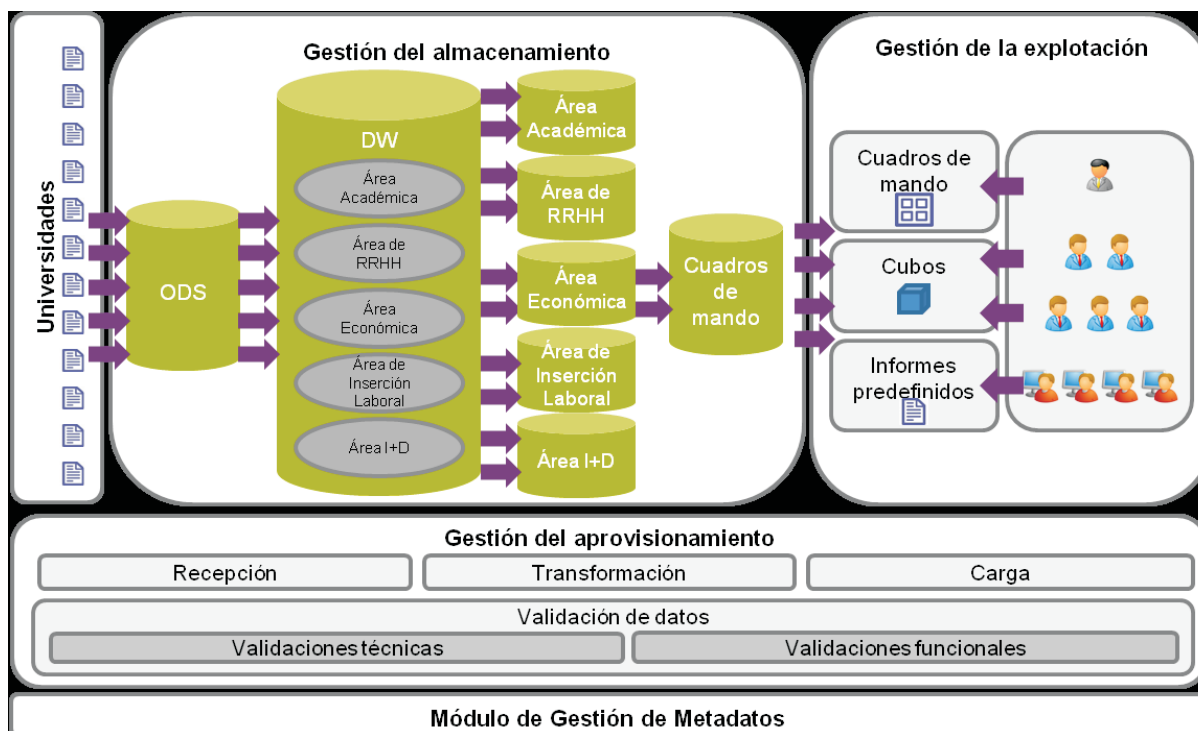 Universidades
Gestión del almacenamiento
ODS
DW
Área
Académica
Área de
RRHH
Área
Económica
Área de
Inserción
Laboral
Área I+D
Área
Académica
Área de
RRHH
Área
Económica
Área de
Inserción
Laboral
Área I+D
Cuadros
de
mando
Gestión de la explotación
Cuadros de
mando
Cubos
Informes
predefinidos
Gestión del aprovisionamiento
Recepción
Transformación
Carga
Validación de datos
Validaciones técnicas
Validaciones funcionales
Módulo de Gestión de Metadatos